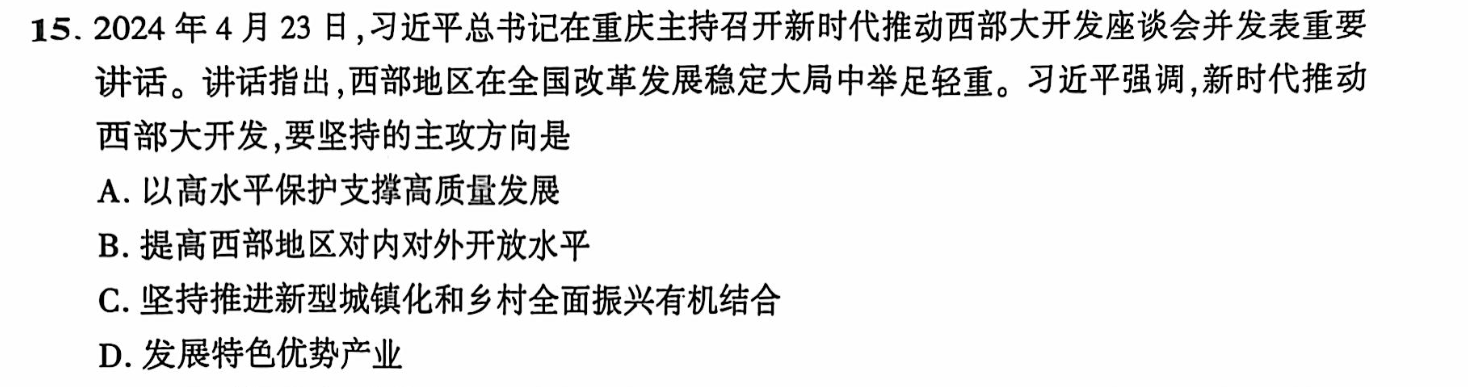 15. 2024 年 4 月 23 日,习近平总书记在重庆主持召开新时代推动西部大开发座谈会并发表重要
讲话。讲话指出,西部地区在全国改革发展稳定大局中举足轻重。习近平强调,新时代推动
西部大开发,要坚持的主攻方向是
A. 以高水平保护支撑高质量发展
B. 提高西部地区对内对外开放水平
C. 坚持推进新型城镇化和乡村全面振兴有机结合
D. 发展特色优势产业